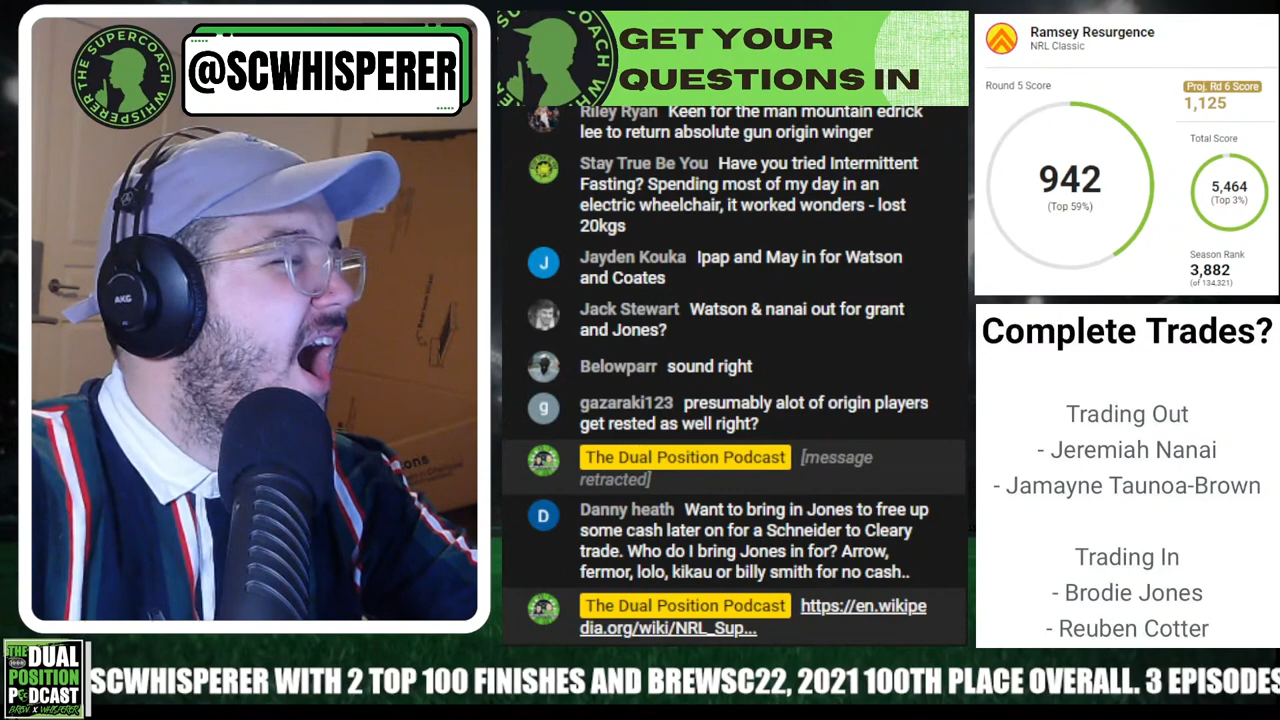 THE SUPERCOACH WHISPERER
@SCWHISPERER
AKG
GET YOUR
QUESTIONS IN
Riley Ryan Keen for the man mountain edrick
lee to return absolute gun origin winger
Stay True Be You Have you tried Intermittent
Fasting? Spending most of my day in an
electric wheelchair, it worked wonders - lost
20kgs
J
Jayden Kouka Ipap and May in for Watson
and Coates
Jack Stewart Watson & nanai out for grant
and Jones?
Belowparr sound right
g
gazaraki123 presumably alot of origin players
get rested as well right?
The Dual Position Podcast [message
retracted]
D
Danny heath Want to bring in Jones to free up
some cash later on for a Schneider to Cleary
trade. Who do I bring Jones in for? Arrow,
fermor, lolo, kikau or billy smith for no cash..
The Dual Position Podcast https://en.wikipe
dia.org/wiki/NRL_Sup...
Ramsey Resurgence
NRL Classic
Round 5 Score
942
(Top 59%)
Proj. Rd 6 Score
1,125
Total Score
5,464
(Top 3%)
Season Rank
3,882
(of 134,321)
Complete Trades?
Trading Out
- Jeremiah Nanai
- Jamayne Taunoa-Brown
Trading In
- Brodie Jones
- Reuben Cotter
THE DUAL
POSITION
PODCAST
BREW X WHISPERER
SCWHISPERER WITH 2 TOP 100 FINISHES AND BREWSC22, 2021 100TH PLACE OVERALL. 3 EPISODES